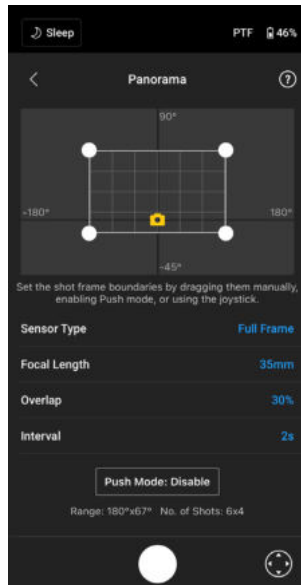 Sleep PTF 46%
Panorama ?
90°
-180° 180°
-45°
Set the shot frame boundaries by dragging them manually,
enabling Push mode, or using the joystick.
Sensor Type Full Frame
Focal Length 35mm
Overlap 30%
Interval 2s
Push Mode: Disable
Range: 180°x67° No. of Shots: 6x4